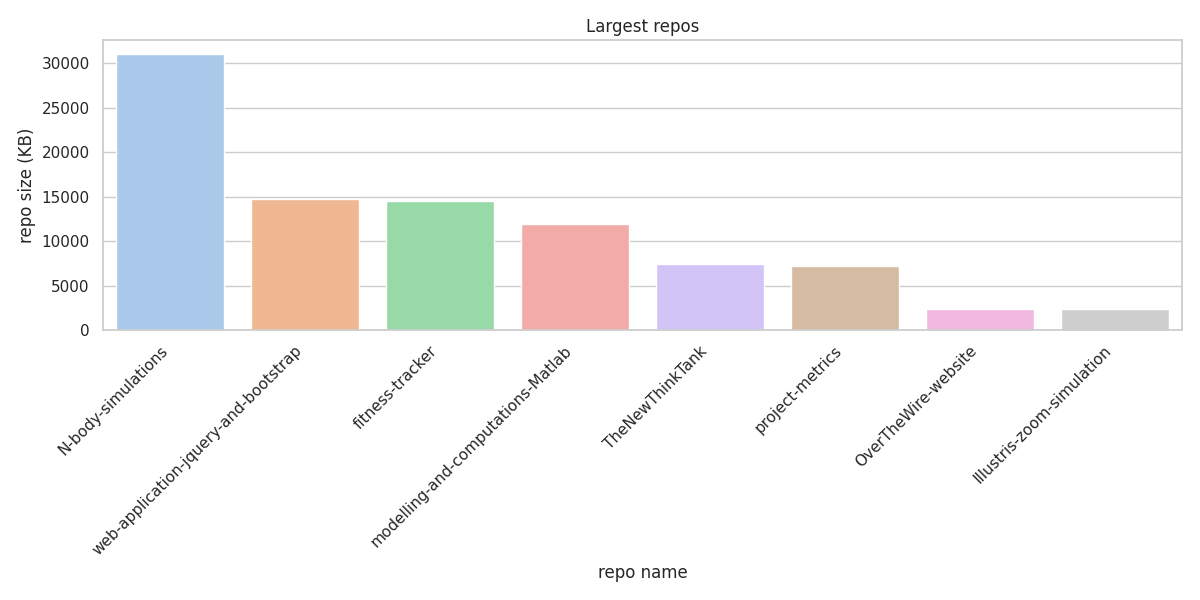 Largest repos
repo size (KB)
30000
25000
20000
15000
10000
5000
0
N-body-simulations
web-application-jquery-and-bootstrap
fitness-tracker
modelling-and-computations-Matlab
TheNewThinkTank
project-metrics
OverTheWire-website
Illustris-zoom-simulation
repo name